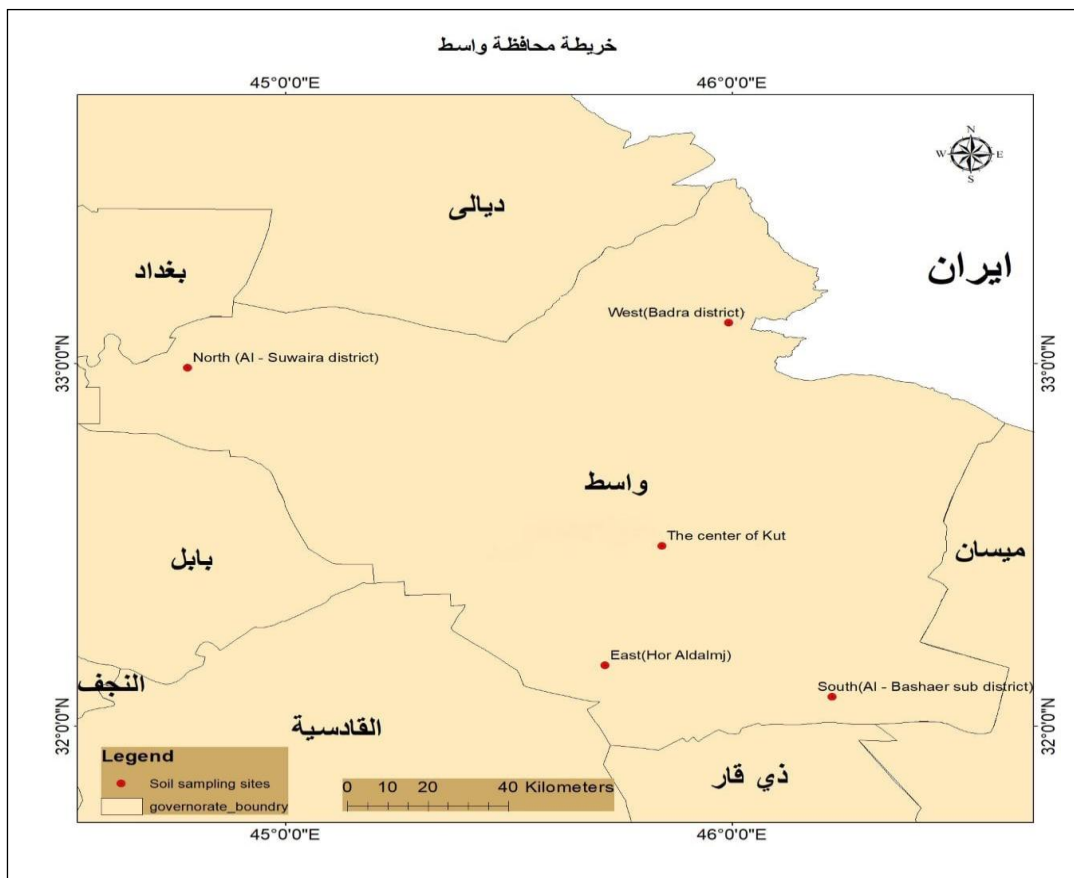 خريطة محافظة واسط
45°0'0"E
46°0'0"E
N
W
E
S
ديالى
ايران
بغداد
West(Badra district)
33°0'0"N
North (Al - Suwaira district)
33°0'0"N
واسط
The center of Kut
ميسان
بابل
East(Hor Aldalmj)
النجف
South(Al - Bashaer sub district)
32°0'0"N
القادسية
32°0'0"N
ذي قار
Legend
Soil sampling sites
governorate_boundry
0 10 20 40 Kilometers
45°0'0"E
46°0'0"E